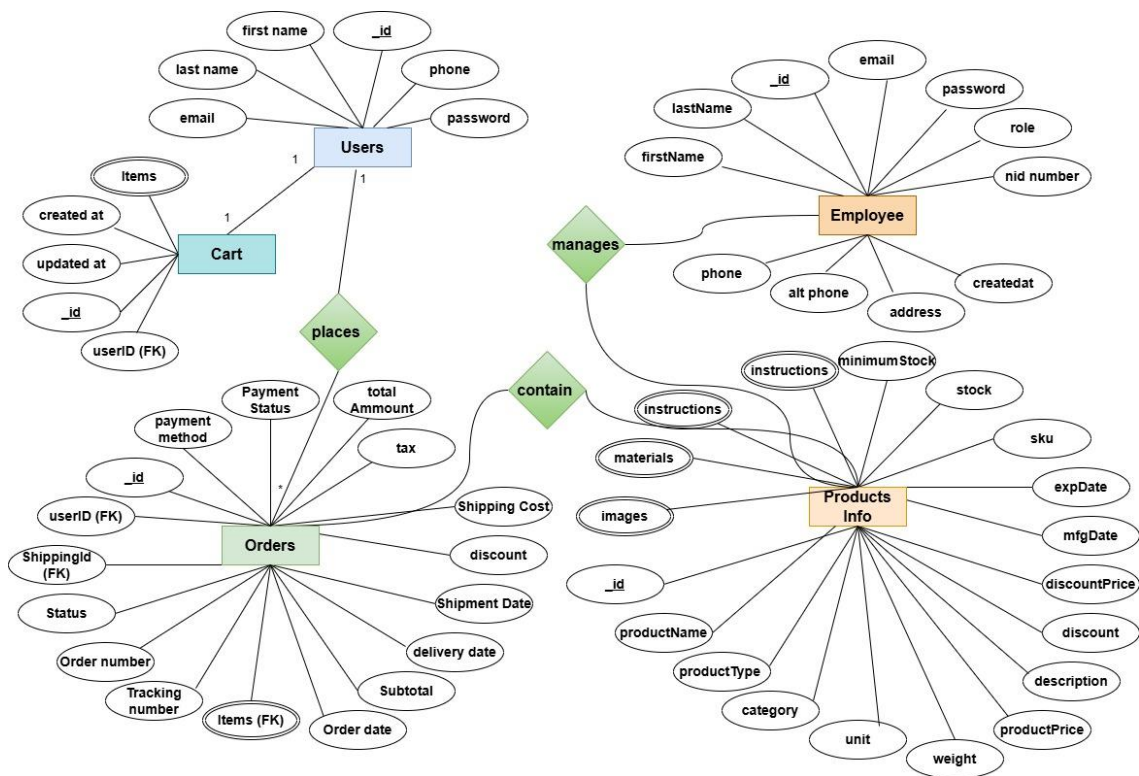 first name
_id
last name
phone
email
password
Users
1
1
Items
1
created at
Cart
updated at
_id
userID (FK)
places
email
_id
password
lastName
role
firstName
nid number
Employee
manages
phone
alt phone
createdat
address
contain
Payment
Status
total
Ammount
payment
method
tax
_id
*
userID (FK)
Shipping Cost
Orders
ShippingId
(FK)
discount
Status
Shipment Date
Order number
delivery date
Tracking
number
Subtotal
Items (FK)
Order date
minimumStock
instructions
stock
instructions
sku
materials
expDate
images
Products
Info
mfgDate
_id
discountPrice
productName
discount
productType
description
category
productPrice
unit
weight